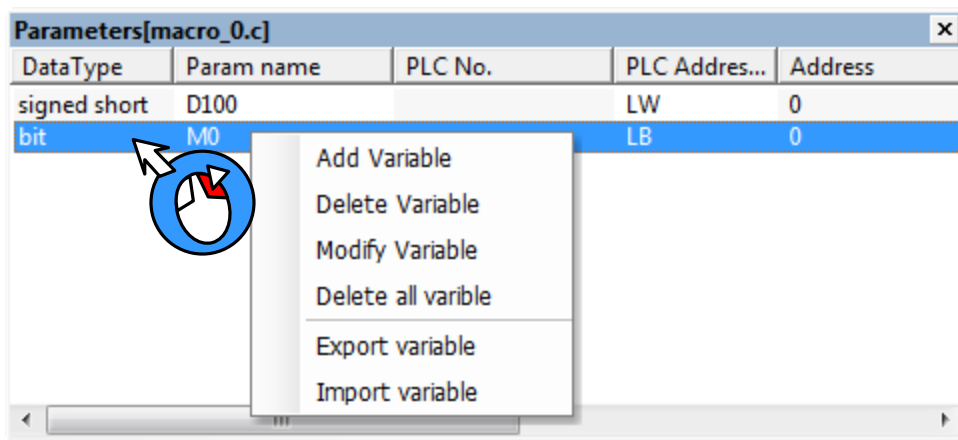 Parameters[macro_0.c]
DataType Param name PLC No. PLC Addres... Address
signed short D100 LW 0
bit M0 LB 0
Add Variable
Delete Variable
Modify Variable
Delete all varible
Export variable
Import variable